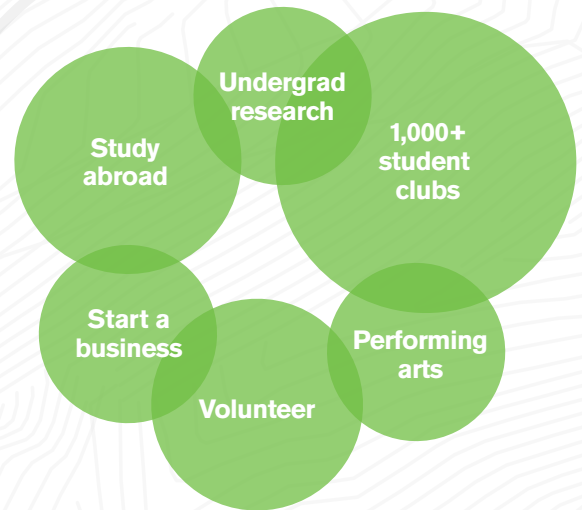 Undergrad
research
1,000+
student
clubs
Study
abroad
Start a
business
Performing
arts
Volunteer